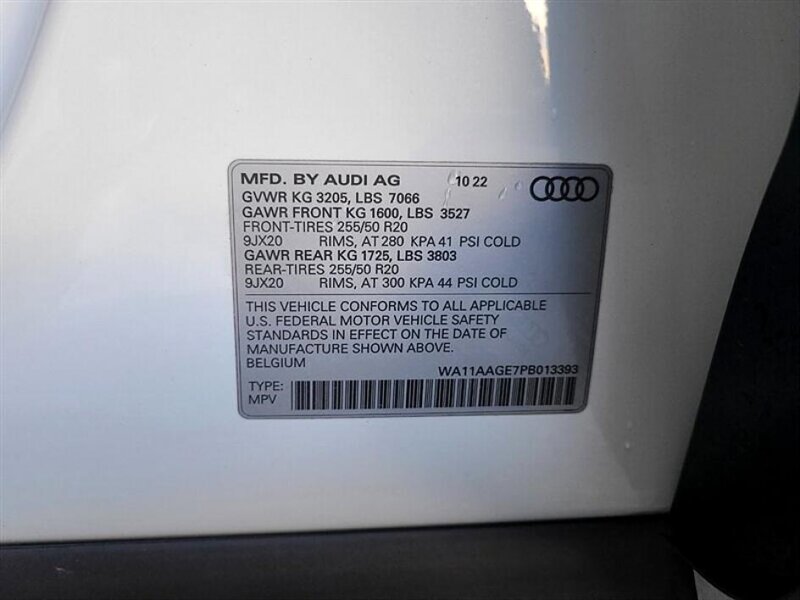 MFD. BY AUDI AG 10 22
GVWR KG 3205, LBS 7066
GAWR FRONT KG 1600, LBS 3527
FRONT-TIRES 255/50 R20
9JX20 RIMS, AT 280 KPA 41 PSI COLD
GAWR REAR KG 1725, LBS 3803
REAR-TIRES 255/50 R20
9JX20 RIMS, AT 300 KPA 44 PSI COLD
THIS VEHICLE CONFORMS TO ALL APPLICABLE
U.S. FEDERAL MOTOR VEHICLE SAFETY
STANDARDS IN EFFECT ON THE DATE OF
MANUFACTURE SHOWN ABOVE.
BELGIUM WA11AAGE7PB013393
TYPE:
MPV